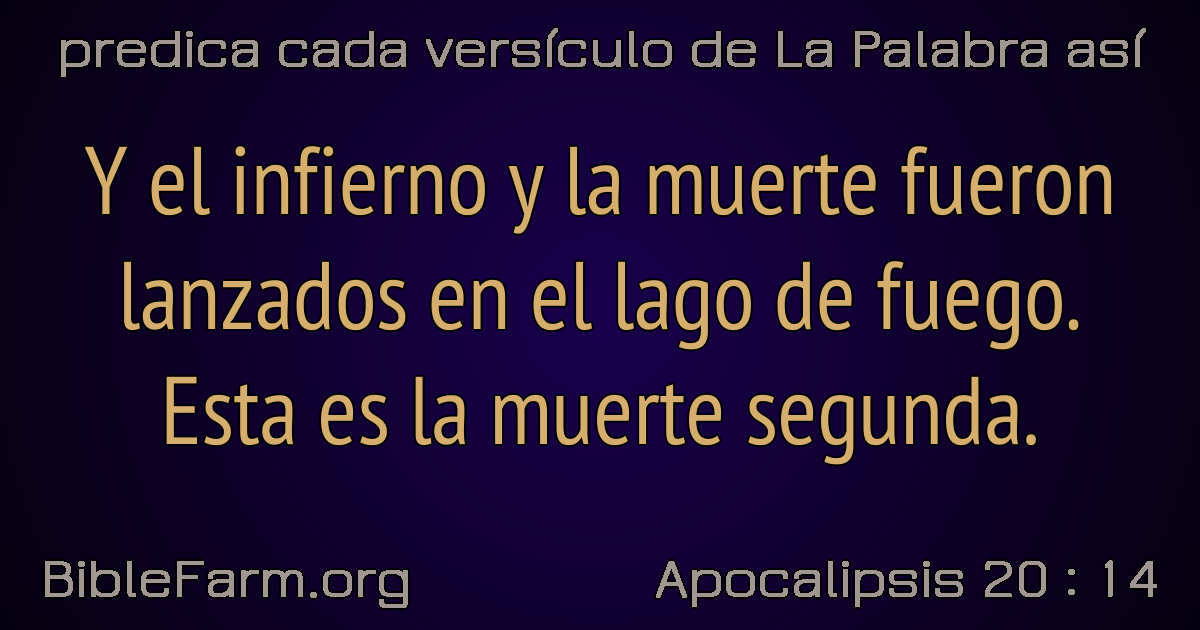 predica cada versículo de La Palabra así
Y el infierno y la muerte fueron
lanzados en el lago de fuego.
Esta es la muerte segunda.
BibleFarm.org
Apocalipsis 20 : 14